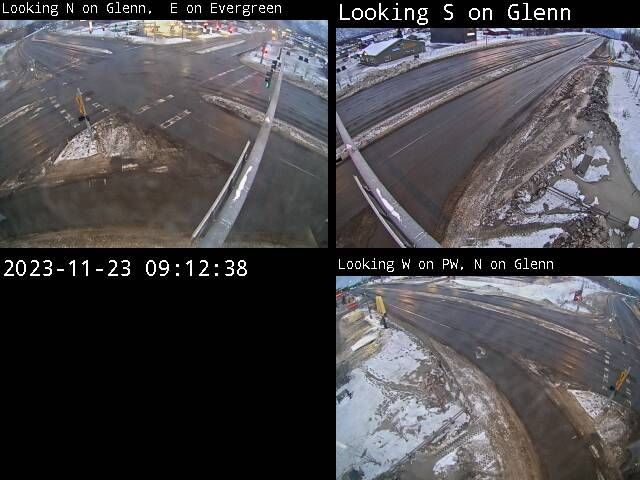 Looking N on Glenn,  E on Evergreen
Looking S on Glenn
2023-11-23 09:12:38
Looking W on PW, N on Glenn